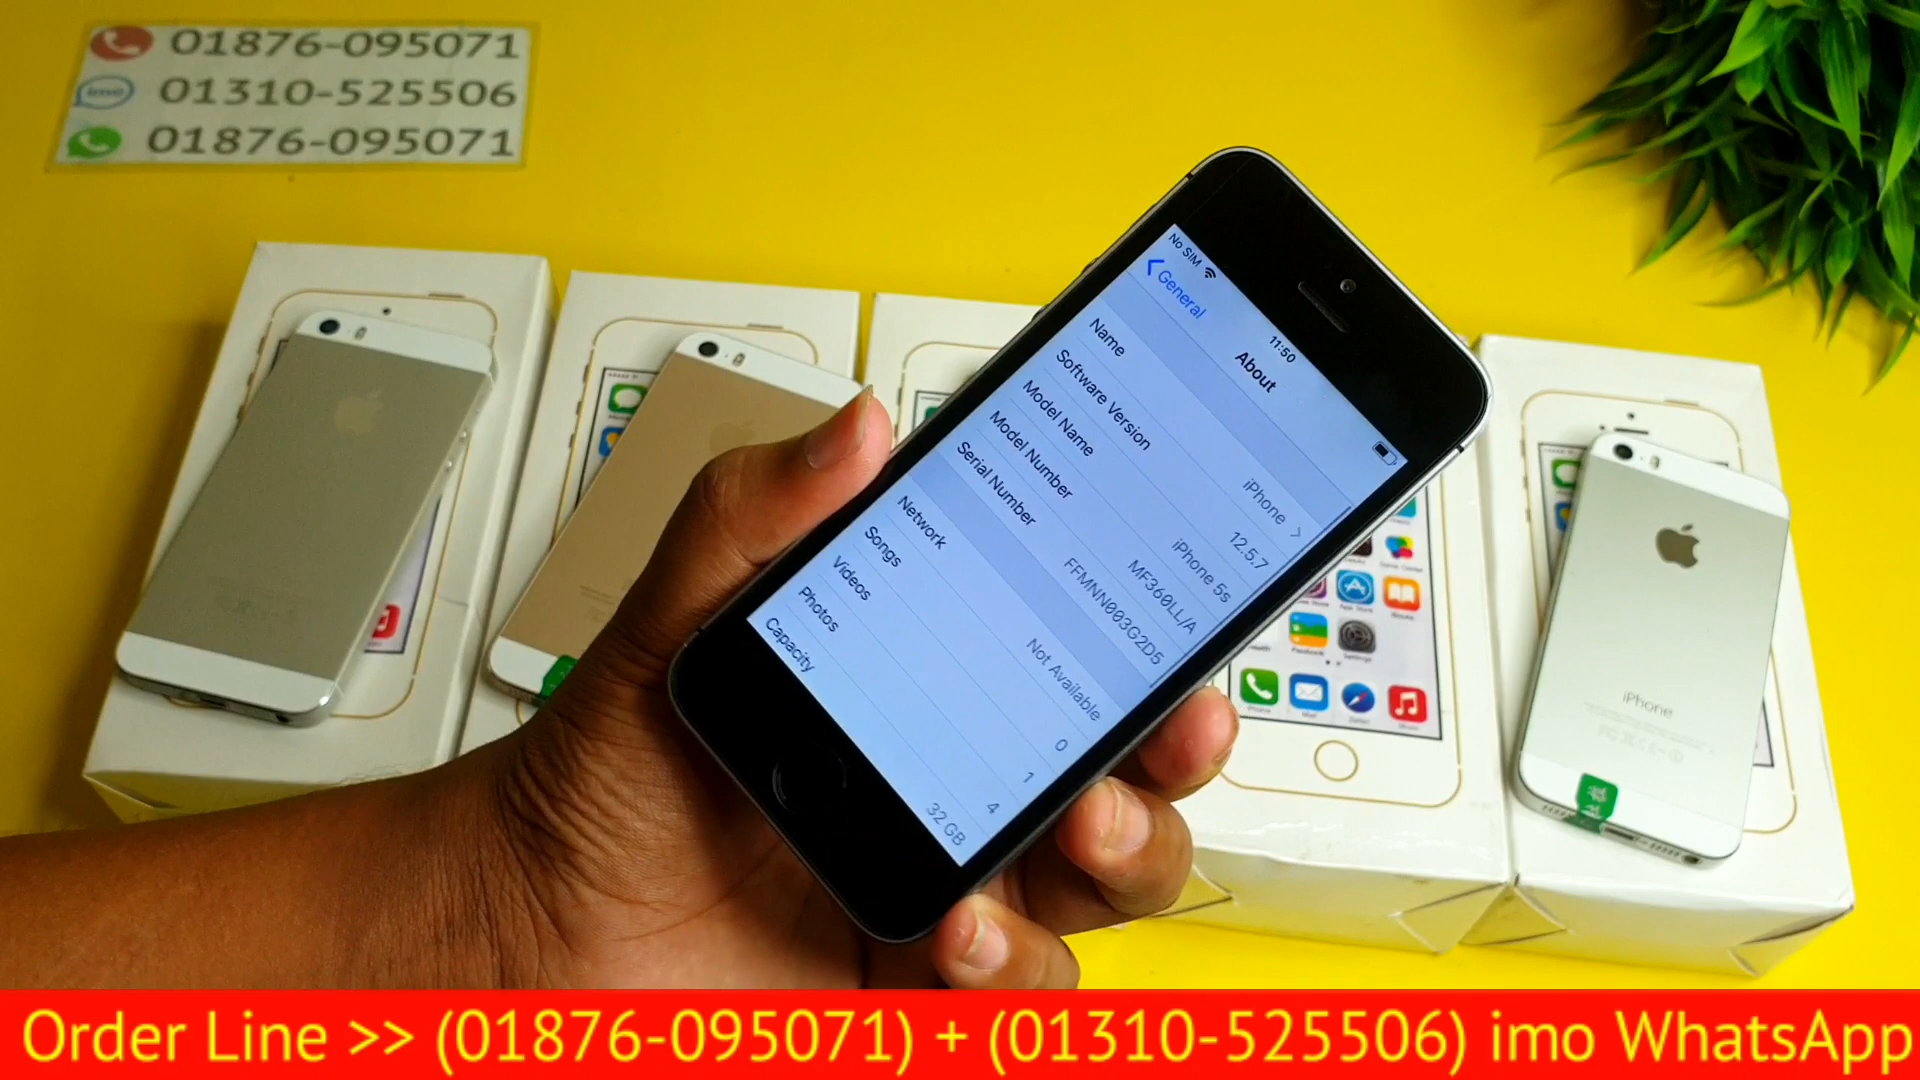 01876-095071
imo 01310-525506
01876-095071
No SIM
11:50
General
About
Name iPhone
Software Version 12.5.7
Model Name iPhone 5s
Model Number MF360LL/A
Serial Number FFMNN003G2D5
Network Not Available
Songs 0
Videos 1
Photos 4
Capacity 32 GB
iPhone
Order Line >> (01876-095071) + (01310-525506) imo WhatsApp